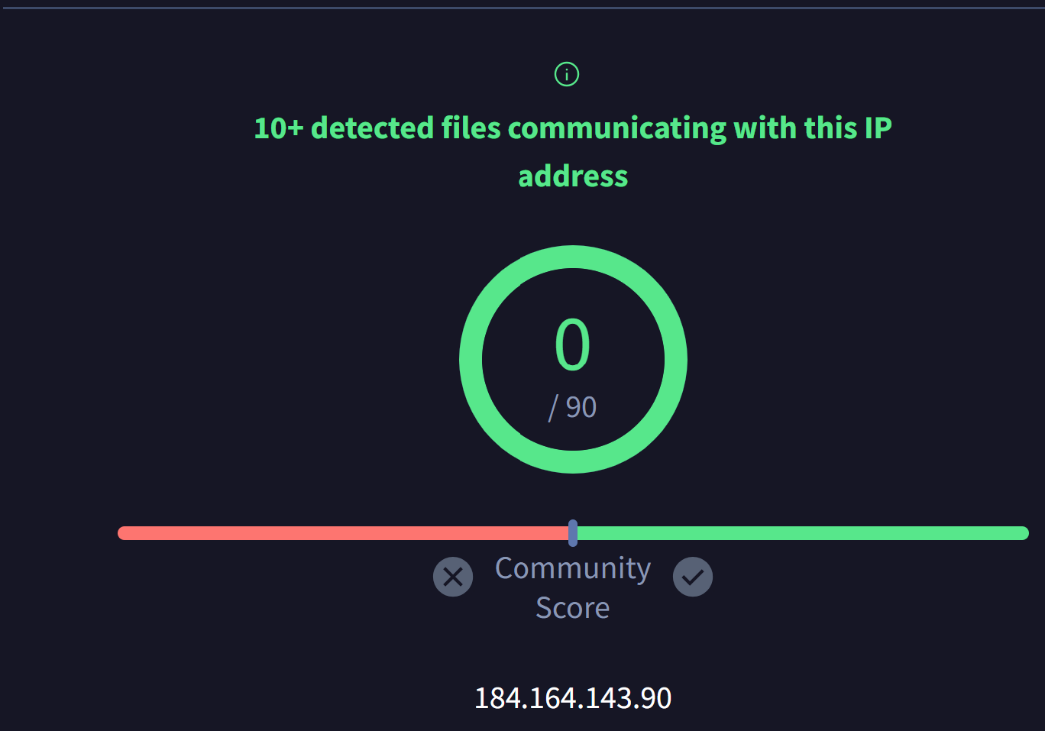 10+ detected files communicating with this IP
address
0
/ 90
Community
Score
184.164.143.90